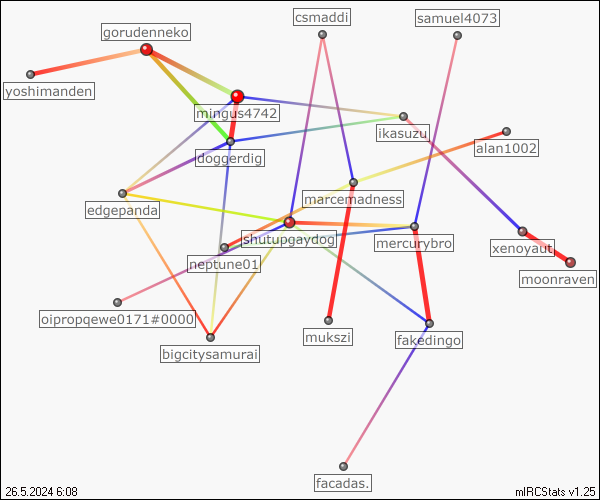 csmaddi
samuel4073
gorudenneko
yoshimanden
mingus4742
ikasuzu
alan1002
doggerdig
marcemadness
edgepanda
shutupgaydog
mercurybro
xenoyaut
neptune01
moonraven
oipropqewe0171#0000
mukszi
fakedingo
bigcitysamurai
facadas.
26.5.2024 6:08
mIRCStats v1.25